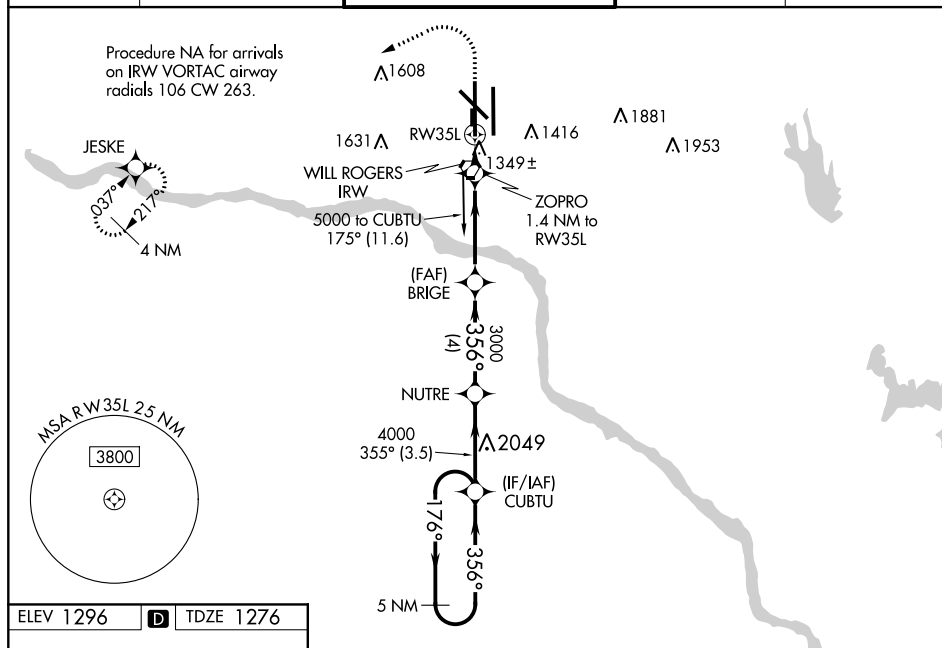 Procedure NA for arrivals
on IRW VORTAC airway
radials 106 CW 263.
1608
1881
RW35L
1416
1631
1953
JESKE
1349±
WILL ROGERS
IRW
ZOPRO
1.4 NM to
RW35L
037°
217°
4 NM
5000 to CUBTU
175° (11.6)
(FAF)
BRIGE
3000
356°
(4)
NUTRE
MSA RW35L 25 NM
3800
4000
355° (3.5)
2049
(IF/IAF)
CUBTU
176°
356°
5 NM
ELEV 1296 D TDZE 1276